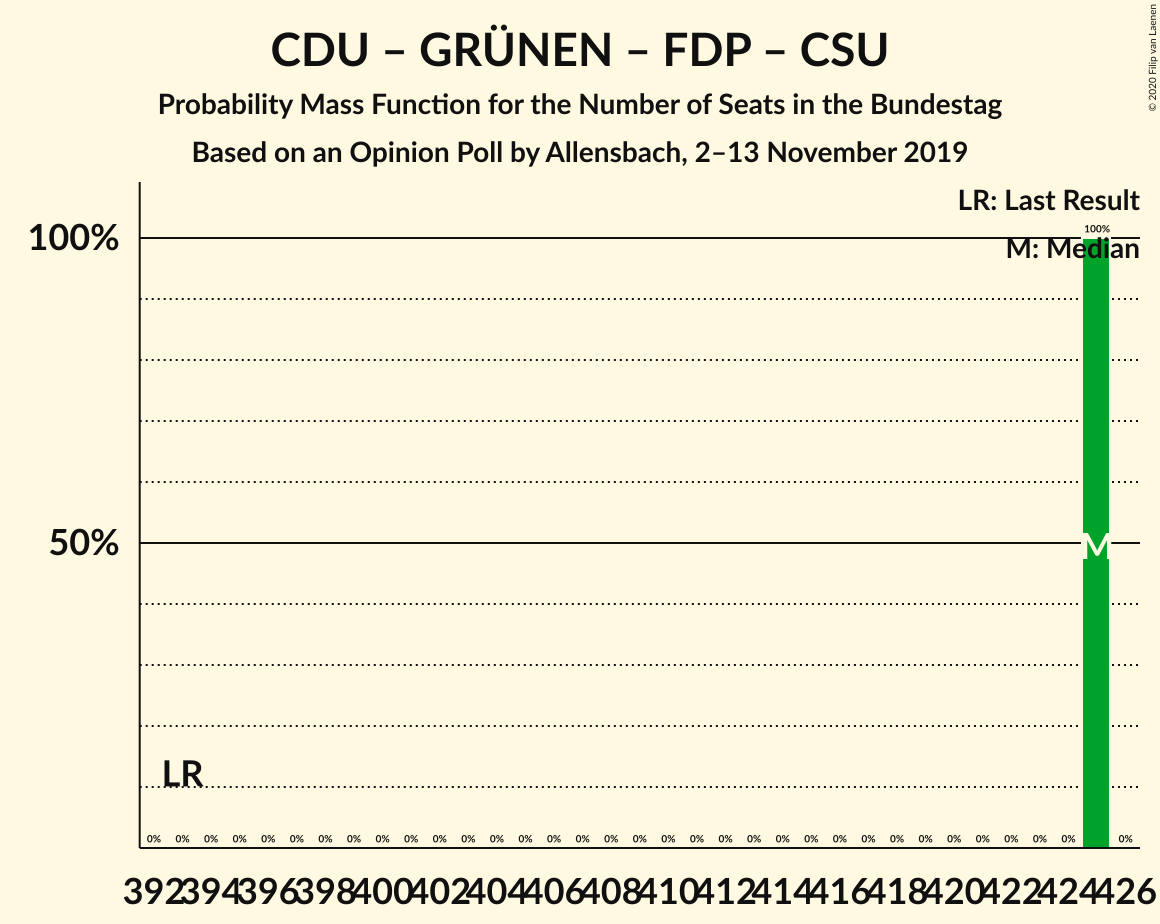 CDU – GRÜNEN – FDP – CSU
Probability Mass Function for the Number of Seats in the Bundestag
Based on an Opinion Poll by Allensbach, 2–13 November 2019
© 2020 Filip van Laenen
LR: Last Result
M: Median
100%
100%
50%
M
LR
0% 0% 0% 0% 0% 0% 0% 0% 0% 0% 0% 0% 0% 0% 0% 0% 0% 0% 0% 0% 0% 0% 0% 0% 0% 0% 0% 0% 0% 0% 0% 0% 0% 0%
392 394 396 398 400 402 404 406 408 410 412 414 416 418 420 422 424 426